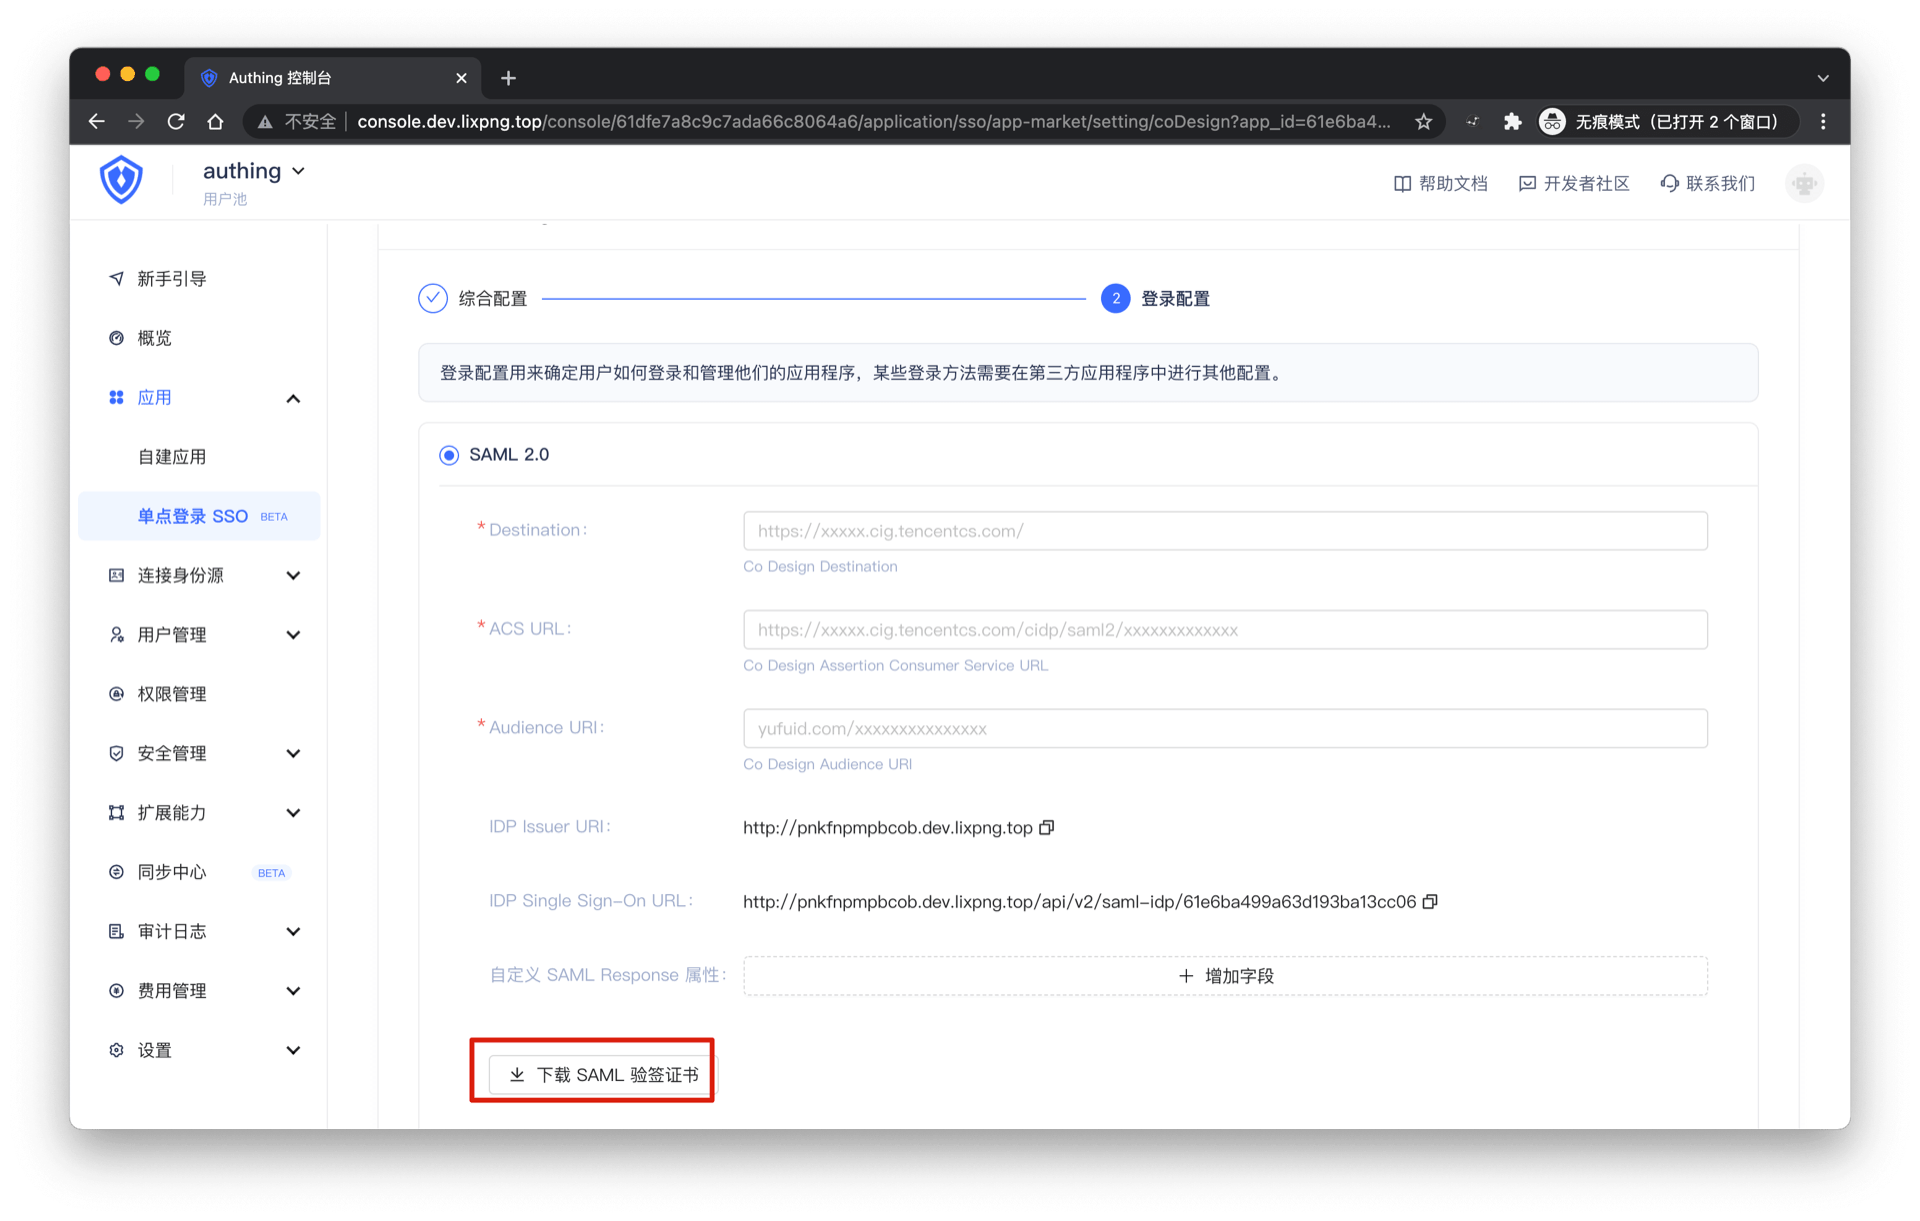 Authing 控制台
不安全
console.dev.lixpng.top/console/61dfe7a8c9c7ada66c8064a6/application/sso/app-market/setting/coDesign?app_id=61e6ba4...
无痕模式（已打开 2 个窗口）
authing
用户池
帮助文档
开发者社区
联系我们
新手引导
概览
应用
自建应用
单点登录 SSO BETA
连接身份源
用户管理
权限管理
安全管理
扩展能力
同步中心 BETA
审计日志
费用管理
设置
综合配置
2 登录配置
登录配置用来确定用户如何登录和管理他们的应用程序，某些登录方法需要在第三方应用程序中进行其他配置。
SAML 2.0
* Destination: https://xxxxx.cig.tencentcs.com/
Co Design Destination
* ACS URL: https://xxxxx.cig.tencentcs.com/cidp/saml2/xxxxxxxxxxxxx
Co Design Assertion Consumer Service URL
* Audience URI: yufuid.com/xxxxxxxxxxxxxxx
Co Design Audience URI
IDP Issuer URI: http://pnkfnpmpbcob.dev.lixpng.top
IDP Single Sign-On URL: http://pnkfnpmpbcob.dev.lixpng.top/api/v2/saml-idp/61e6ba499a63d193ba13cc06
自定义 SAML Response 属性: + 增加字段
下载 SAML 验签证书